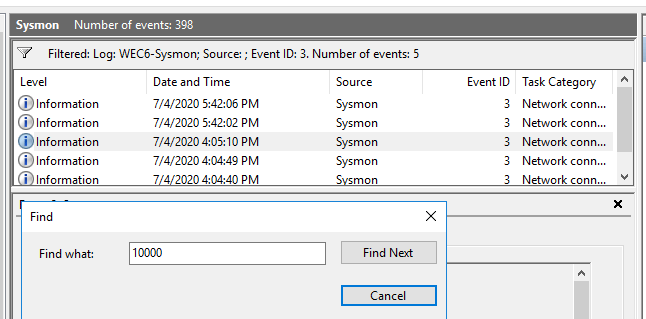 Sysmon Number of events: 398
Filtered: Log: WEC6-Sysmon; Source: ; Event ID: 3. Number of events: 5
Level Date and Time Source Event ID Task Category
Information 7/4/2020 5:42:06 PM Sysmon 3 Network conn...
Information 7/4/2020 5:42:02 PM Sysmon 3 Network conn...
Information 7/4/2020 4:05:10 PM Sysmon 3 Network conn...
Information 7/4/2020 4:04:49 PM Sysmon 3 Network conn...
Information 7/4/2020 4:04:40 PM Sysmon 3 Network conn...
Find
Find what: 10000 Find Next
Cancel